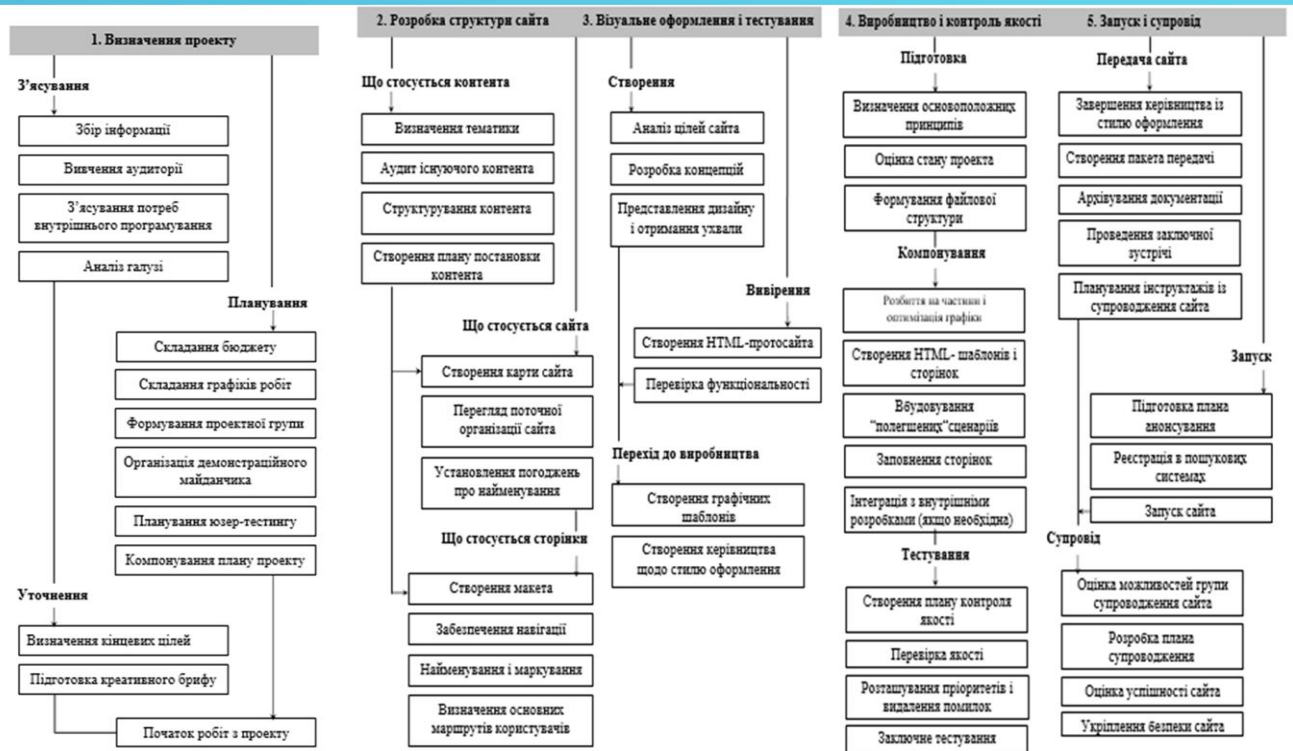 1. Визначення проекту
З'ясування
Збір інформації
Вивчення аудиторії
З'ясування потреб
внутрішнього програмування
Аналіз галузі
Планування
Складання бюджету
Складання графіків робіт
Формування проектної групи
Організація демонстраційного
майданчика
Планування юзер-тестингу
Компонування плану проекту
Уточнення
Визначення кінцевих цілей
Підготовка креативного брифу
Початок робіт з проекту
2. Розробка структури сайта
Що стосується контента
Визначення тематики
Аудит існуючого контента
Структурування контента
Створення плану постановки
контента
Що стосується сайта
Створення карти сайта
Перегляд поточної
організації сайта
Установлення погоджень
про найменування
Що стосується сторінки
Створення макета
Забезпечення навігації
Найменування і маркування
Визначення основних
маршрутів користувачів
3. Візуальне оформлення і тестування
Створення
Аналіз цілей сайта
Розробка концепцій
Представлення дизайну
і отримання ухвали
Вивірення
Створення HTML-протосайта
Перевірка функціональності
Перехід до виробництва
Створення графічних
шаблонів
Створення керівництва
щодо стилю оформлення
4. Виробництво і контроль якості
Підготовка
Визначення основоположних
принципів
Оцінка стану проекта
Формування файлової
структури
Компонування
Розбиття на частини і
оптимізація графіки
Створення HTML- шаблонів і
сторінок
Вбудовування
"полегшених"сценаріїв
Заповнення сторінок
Інтеграція з внутрішніми
розробками (якщо необхідна)
Тестування
Створення плану контроля
якості
Перевірка якості
Розташування пріоритетів і
видалення помилок
Заключне тестування
5. Запуск і супровід
Передача сайта
Завершення керівництва із
стилю оформлення
Створення пакета передачі
Архівування документації
Проведення заключної
зустрічі
Планування інструктажів із
супроводження сайта
Запуск
Підготовка плана
анонсування
Реєстрація в пошукових
системах
Запуск сайта
Супровід
Оцінка можливостей групи
супроводження сайта
Розробка плана
супроводження
Оцінка успішності сайта
Укріплення безпеки сайта